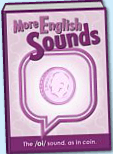 More English
Sounds
The /oi/ sound, as in coin.